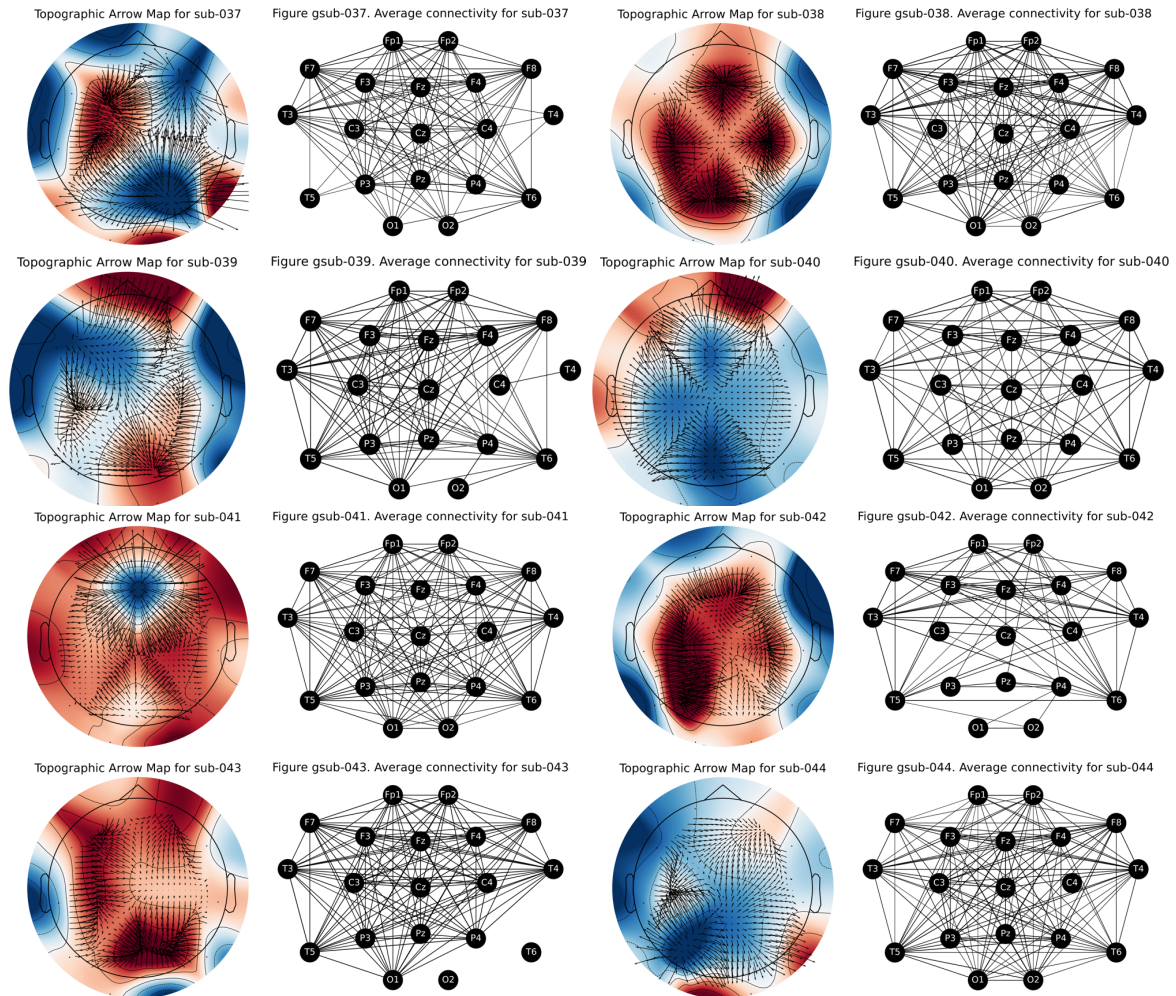 Topographic Arrow Map for sub-037
Figure gsub-037. Average connectivity for sub-037
Fp1 Fp2
F7 F8
F3 Fz F4
T3 T4
C3 Cz C4
P3 Pz P4
T5 T6
O1 O2
Topographic Arrow Map for sub-038
Figure gsub-038. Average connectivity for sub-038
Fp1 Fp2
F7 F8
F3 Fz F4
T3 T4
C3 Cz C4
P3 Pz P4
T5 T6
O1 O2
Topographic Arrow Map for sub-039
Figure gsub-039. Average connectivity for sub-039
Fp1 Fp2
F7 F8
F3 Fz F4
T3 T4
C3 Cz C4
P3 Pz P4
T5 T6
O1 O2
Topographic Arrow Map for sub-040
Figure gsub-040. Average connectivity for sub-040
Fp1 Fp2
F7 F8
F3 Fz F4
T3 T4
C3 Cz C4
P3 Pz P4
T5 T6
O1 O2
Topographic Arrow Map for sub-041
Figure gsub-041. Average connectivity for sub-041
Fp1 Fp2
F7 F8
F3 Fz F4
T3 T4
C3 Cz C4
P3 Pz P4
T5 T6
O1 O2
Topographic Arrow Map for sub-042
Figure gsub-042. Average connectivity for sub-042
Fp1 Fp2
F7 F8
F3 Fz F4
T3 T4
C3 Cz C4
P3 Pz P4
T5 T6
O1 O2
Topographic Arrow Map for sub-043
Figure gsub-043. Average connectivity for sub-043
Fp1 Fp2
F7 F8
F3 Fz F4
T3 T4
C3 Cz C4
P3 Pz P4
T5 T6
O1 O2
Topographic Arrow Map for sub-044
Figure gsub-044. Average connectivity for sub-044
Fp1 Fp2
F7 F8
F3 Fz F4
T3 T4
C3 Cz C4
P3 Pz P4
T5 T6
O1 O2